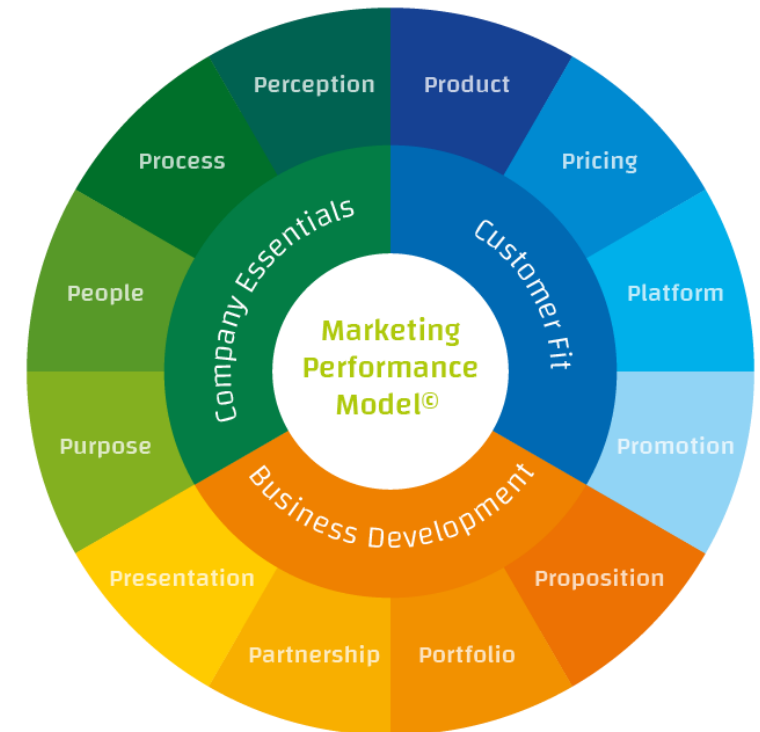 Perception
Product
Process
Pricing
Company Essentials
Customer Fit
People
Platform
Marketing
Performance
Model©
Purpose
Promotion
Business Development
Presentation
Proposition
Partnership
Portfolio